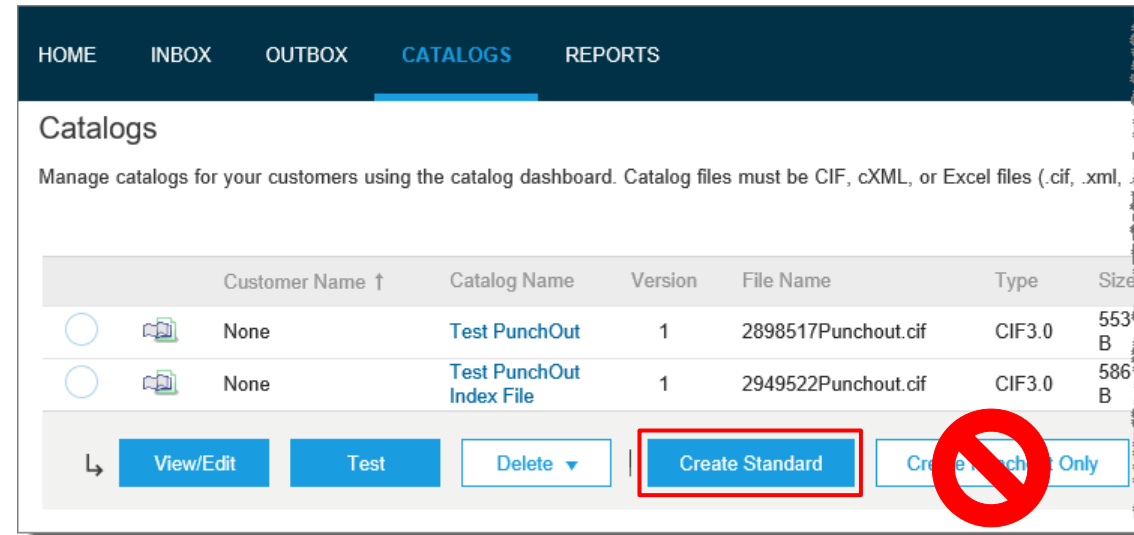 HOME INBOX OUTBOX CATALOGS REPORTS
Catalogs
Manage catalogs for your customers using the catalog dashboard. Catalog files must be CIF, cXML, or Excel files (.cif, .xml,
Customer Name ↑ Catalog Name Version File Name Type Size
None Test PunchOut 1 2898517Punchout.cif CIF3.0 553 B
None Test PunchOut Index File 1 2949522Punchout.cif CIF3.0 586 B
View/Edit Test Delete ▼ | Create Standard Only